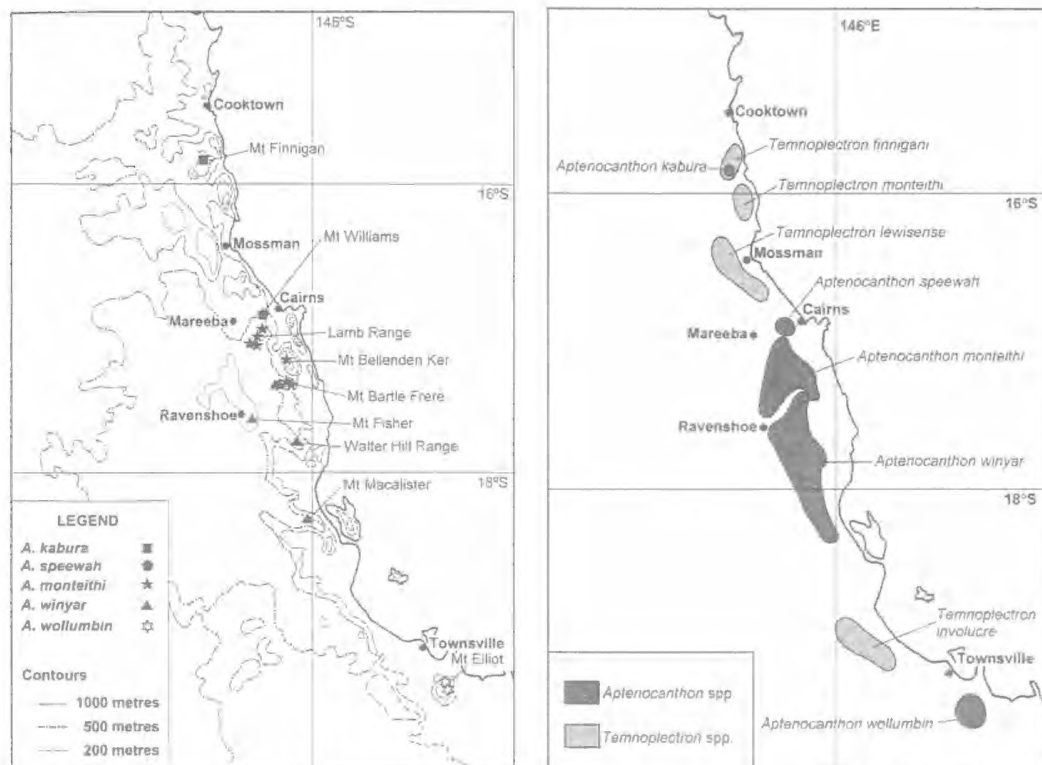 146°S
Cooktown
Mt Finnigan
16°S
Mossman
Mt Williams
Cairns
Mareeba
Lamb Range
Mt Bellenden Ker
Mt Bartle Frere
Ravenshoe
Mt Fisher
Walter Hill Range
18°S
Mt Macalister
LEGEND
A. kabura
A. speewah
A. monteithi
A. winyar
A. wollumbin
Contours
1000 metres
500 metres
200 metres
Townsville
Mt Elliot
146°E
Cooktown
Temnoplectron finnigani
Aptenocanthon kabura
Temnoplectron monteithi
16°S
Temnoplectron lewisense
Mossman
Aptenocanthon speewah
Cairns
Mareeba
Aptenocanthon monteithi
Ravenshoe
Aptenocanthon winyar
18°S
Temnoplectron
involucre
Townsville
Aptenocanthon spp
Temnoplectron spp.
Aptenocanthon wollumbin